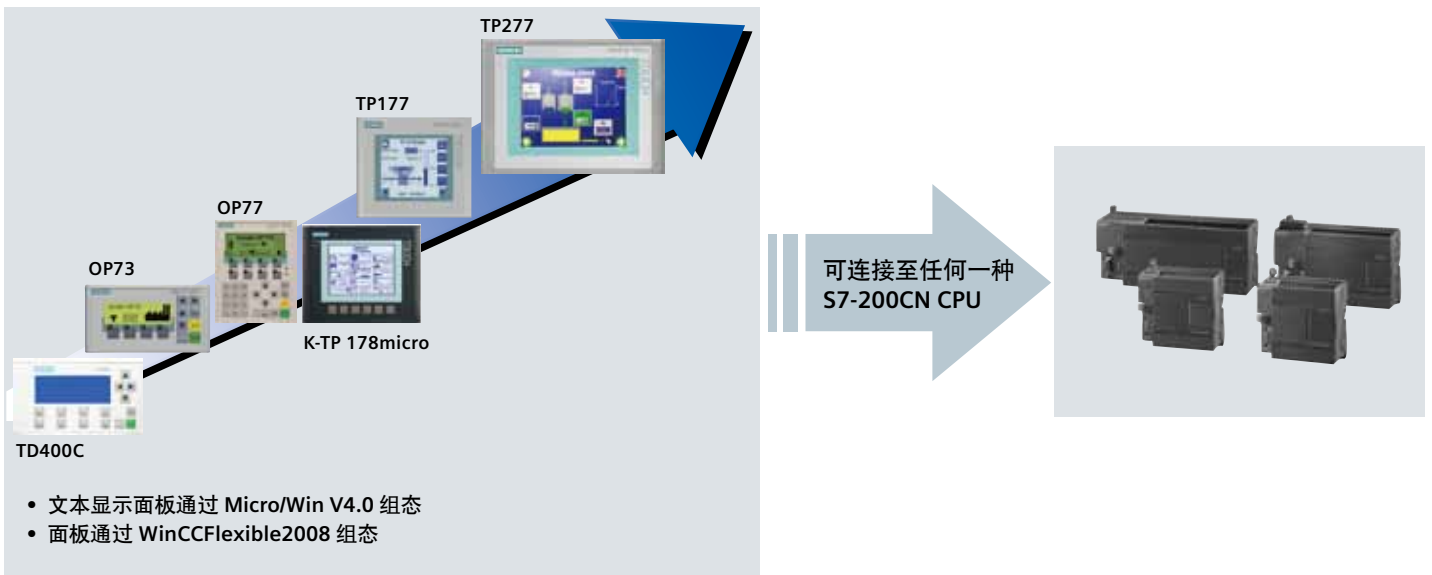 TP277
TP177
OP77
OP73
K-TP 178micro
TD400C
• 文本显示面板通过 Micro/Win V4.0 组态
• 面板通过 WinCCFlexible2008 组态
可连接至任何一种
S7-200CN CPU